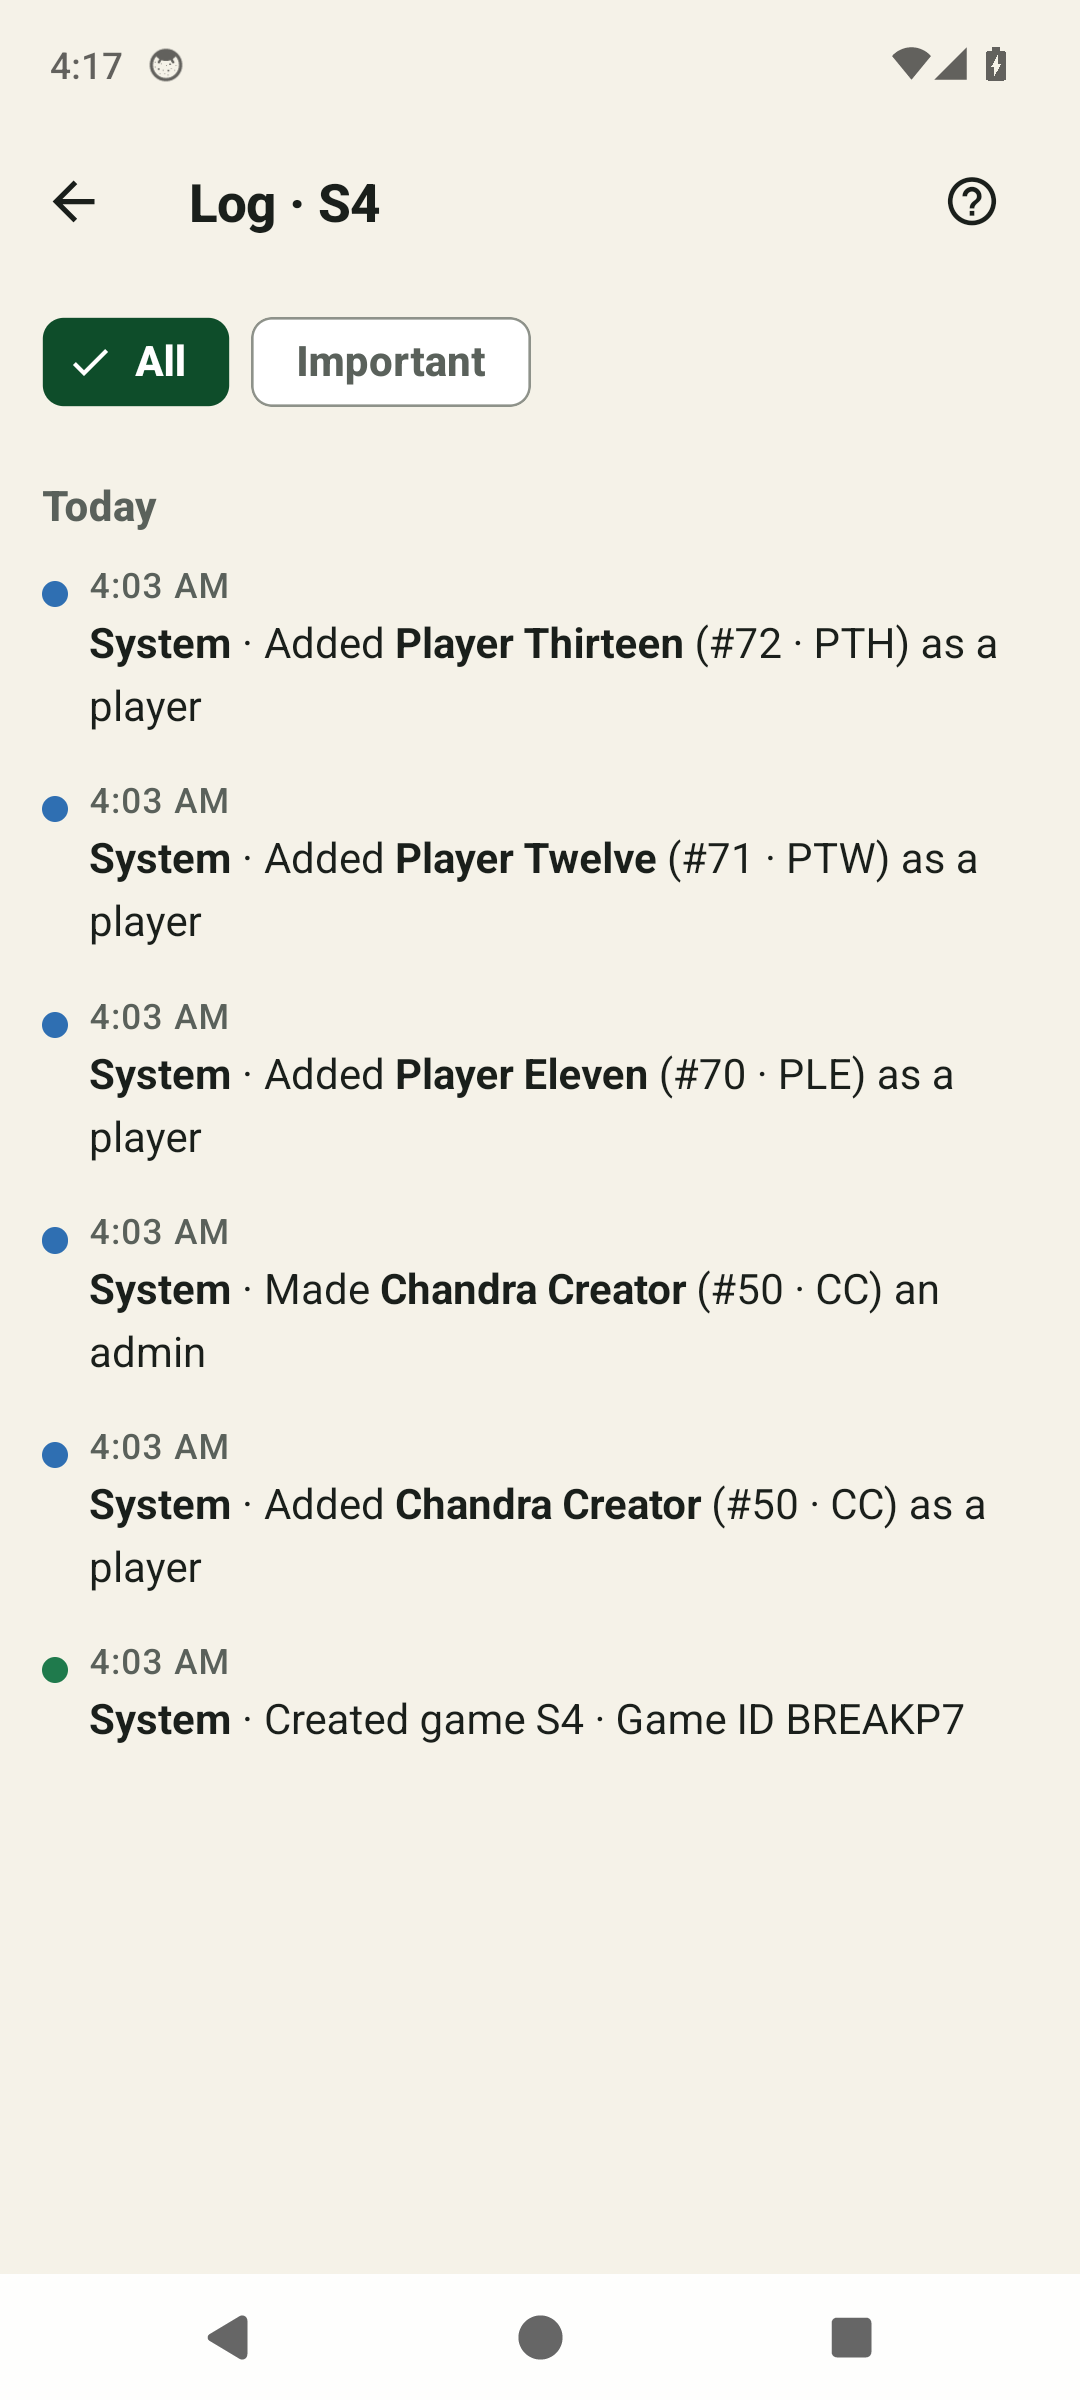 4:17
Log · S4
All
Important
Today
4:03 AM
System · Added Player Thirteen (#72 · PTH) as a
player
4:03 AM
System · Added Player Twelve (#71 · PTW) as a
player
4:03 AM
System · Added Player Eleven (#70 · PLE) as a
player
4:03 AM
System · Made Chandra Creator (#50 · CC) an
admin
4:03 AM
System · Added Chandra Creator (#50 · CC) as a
player
4:03 AM
System · Created game S4 · Game ID BREAKP7